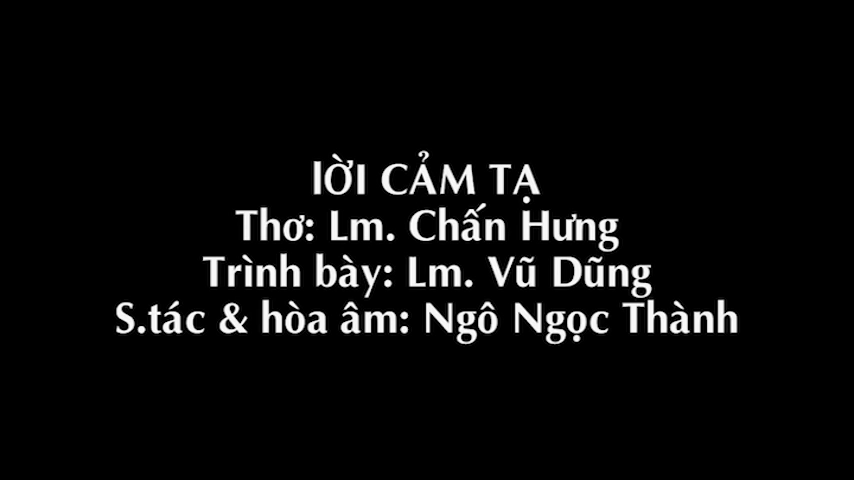 lỜI CẢM TẠ
Thơ: Lm. Chấn Hưng
Trình bày: Lm. Vũ Dũng
S.tác & hòa âm: Ngô Ngọc Thành